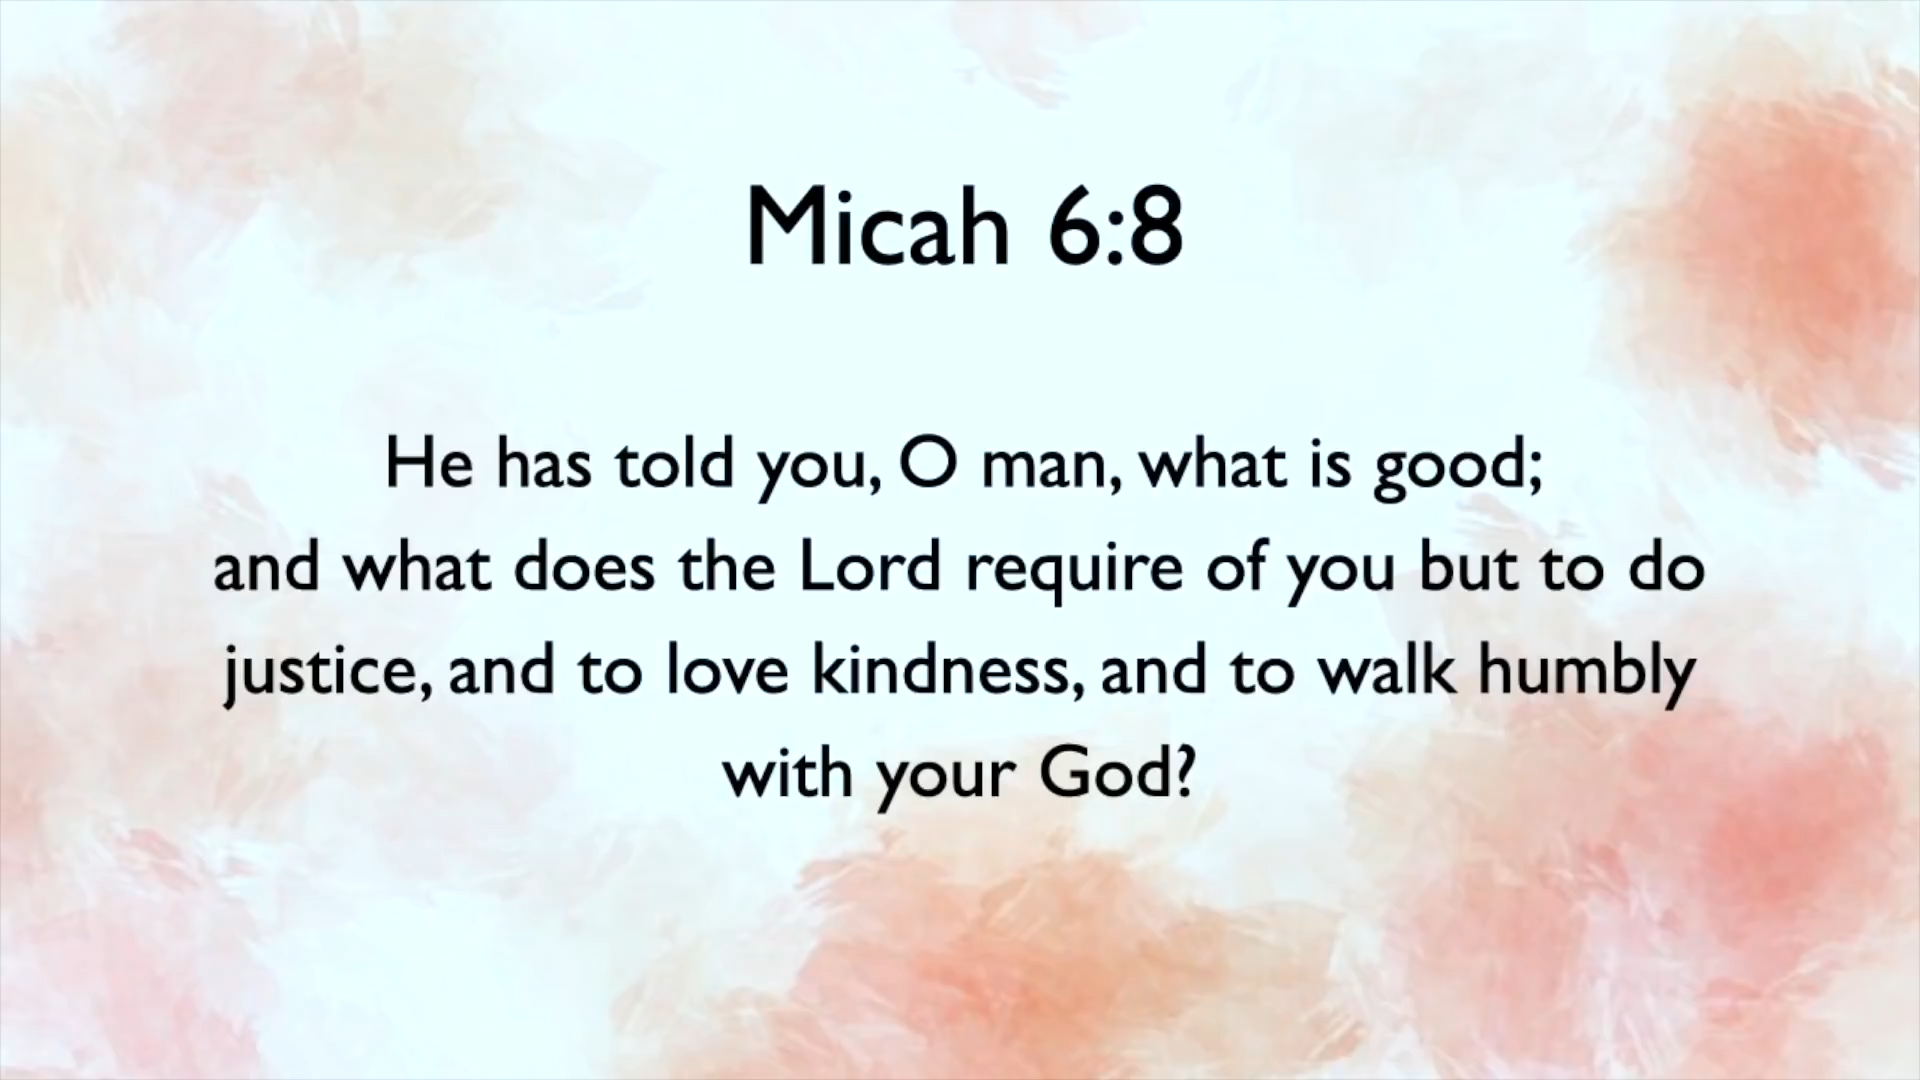 Micah 6:8
He has told you, O man, what is good;
and what does the Lord require of you but to do
justice, and to love kindness, and to walk humbly
with your God?